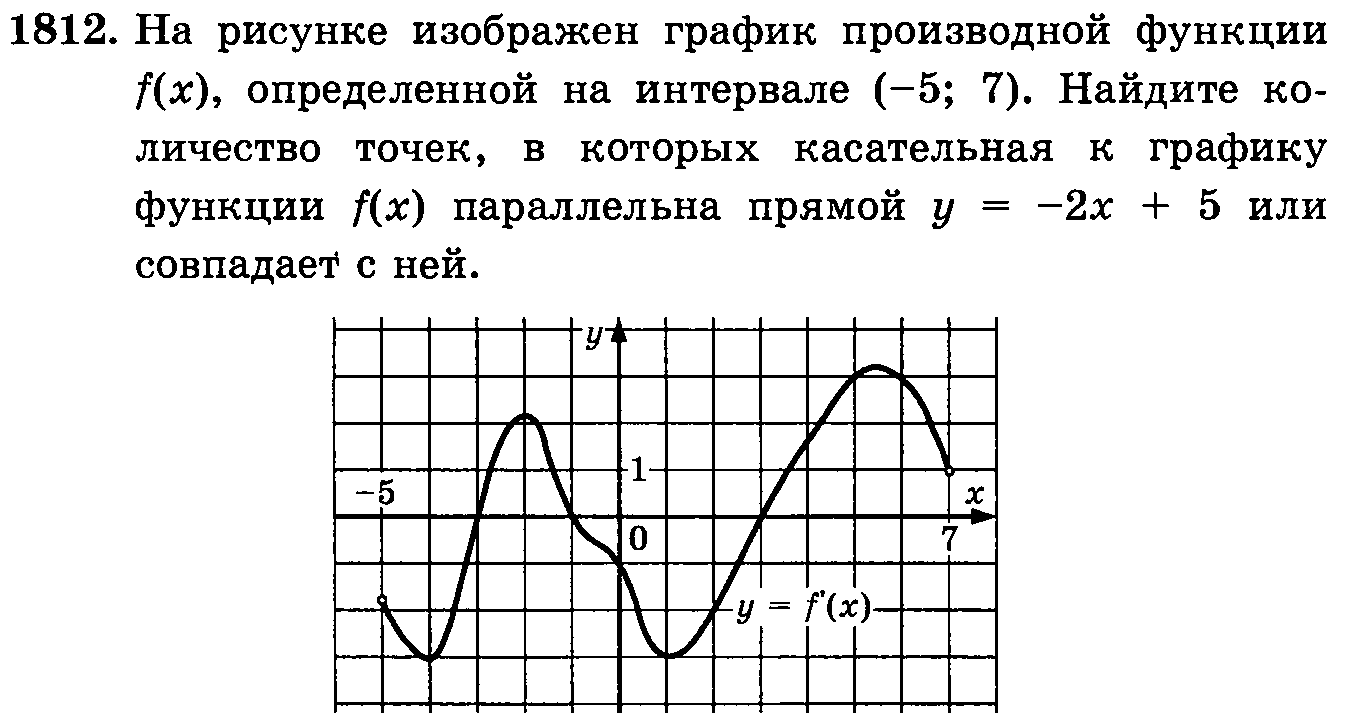 1812. На рисунке изображен график производной функции
f(x), определенной на интервале (−5; 7). Найдите ко-
личество точек, в которых касательная к графику
функции f(x) параллельна прямой y = −2x + 5 или
совпадает с ней.
y
1
−5
x
0
7
y = f'(x)